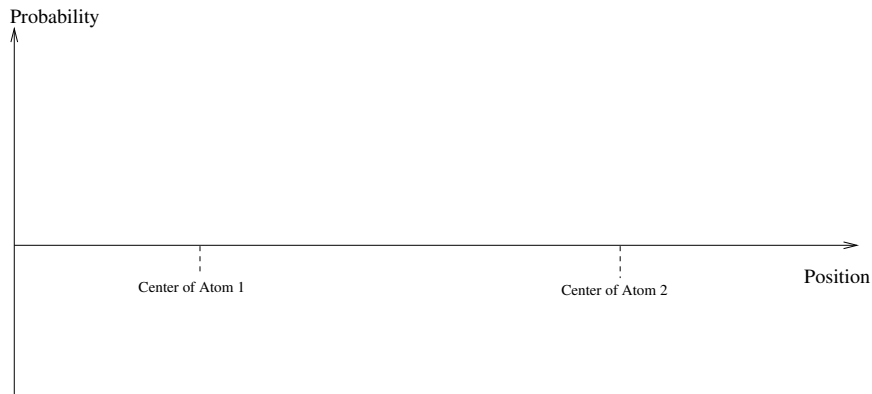 Probability
Center of Atom 1
Center of Atom 2
Position